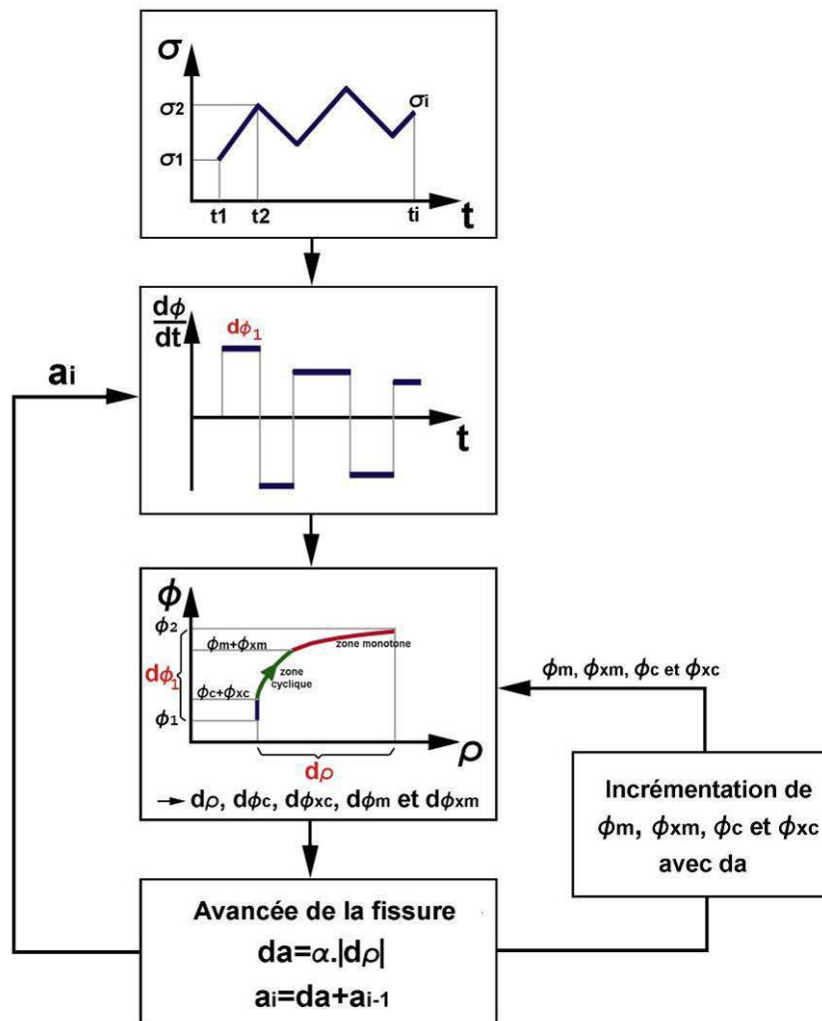 σ
σ2
σi
σ1
t1 t2 ti t
dϕ
dt
dϕ1
ai
t
ϕ
ϕ2
ϕm+ϕxm
zone monotone
dϕ1
zone
cyclique
ϕc+ϕxc
ϕ1
dρ
ρ
→ dρ, dϕc, dϕxc, dϕm et dϕxm
ϕm, ϕxm, ϕc et ϕxc
Incrémentation de
ϕm, ϕxm, ϕc et ϕxc
avec da
Avancée de la fissure
da=α.|dρ|
ai=da+ai-1